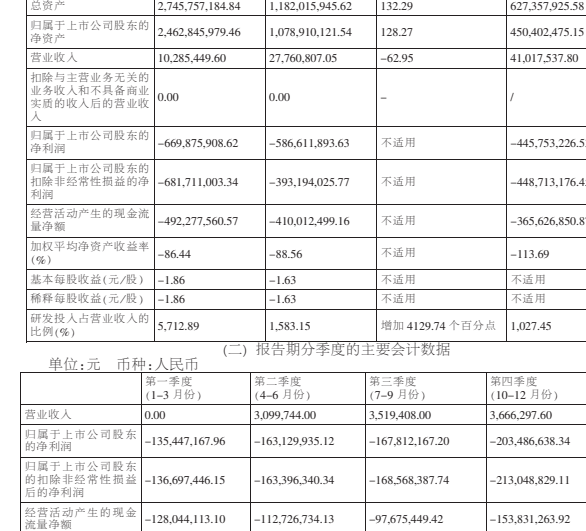 总资产 2,745,757,184.84 1,182,015,945.62 132.29 627,357,925.58
归属于上市公司股东的
净资产 2,462,845,979.46 1,078,910,121.54 128.27 450,402,475.15
营业收入 10,285,449.60 27,760,807.05 -62.95 41,017,537.80
扣除与主营业务无关的
业务收入和不具备商业
实质的收入后的营业收
人 0.00 0.00 - /
归属于上市公司股东的
净利润 -669,875,908.62 -586,611,893.63 不适用 -445,753,226.5
归属于上市公司股东的
扣除非经常性损益的净
利润 -681,711,003.34 -393,194,025.77 不适用 -448,713,176.4
经营活动产生的现金流
量净额 -492,277,560.57 -410,012,499.16 不适用 -365,626,850.8
加权平均净资产收益率
(%) -86.44 -88.56 不适用 -113.69
基本每股收益(元/股) -1.86 -1.63 不适用 不适用
稀释每股收益(元/股) -1.86 -1.63 不适用 不适用
研发投入占营业收入的
比例(%) 5,712.89 1,583.15 增加 4129.74 个百分点 1,027.45
(二) 报告期分季度的主要会计数据
单位:元 币种:人民币
第一季度 第二季度 第三季度 第四季度
(1-3 月份) (4-6 月份) (7-9 月份) (10-12 月份)
营业收入 0.00 3,099,744.00 3,519,408.00 3,666,297.60
归属于上市公司股东
的净利润 -135,447,167.96 -163,129,935.12 -167,812,167.20 -203,486,638.34
归属于上市公司股东
的扣除非经常性损益
后的净利润 -136,697,446.15 -163,396,340.34 -168,568,387.74 -213,048,829.11
经营活动产生的现金
流量净额 -128,044,113.10 -112,726,734.13 -97,675,449.42 -153,831,263.92